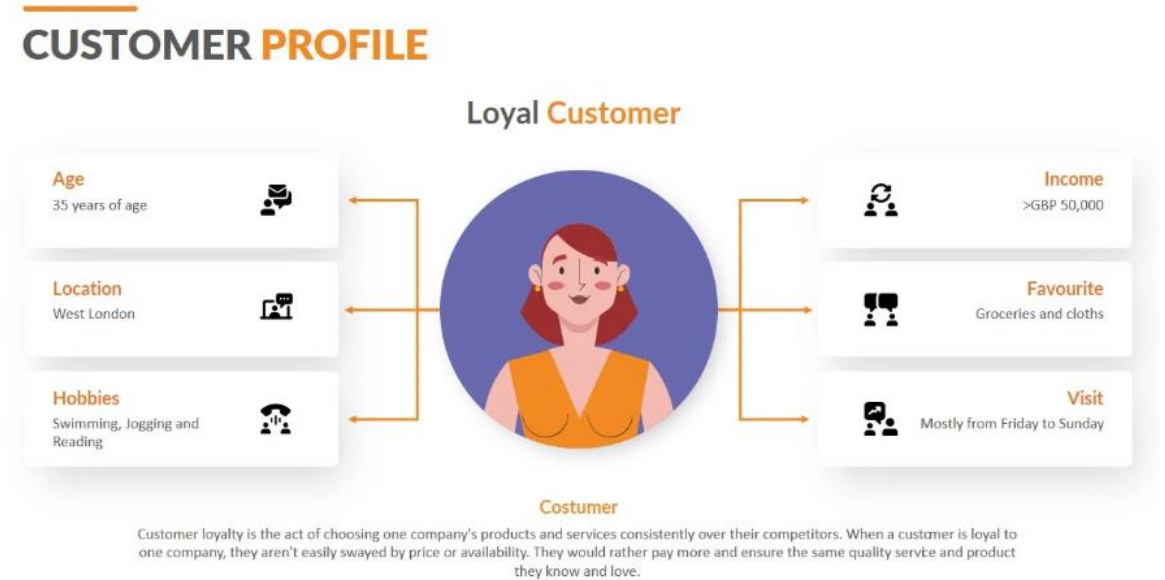 CUSTOMER PROFILE
Loyal Customer
Age
35 years of age
Location
West London
Hobbies
Swimming, Jogging and
Reading
Income
>GBP 50,000
Favourite
Groceries and cloths
Visit
Mostly from Friday to Sunday
Costumer
Customer loyalty is the act of choosing one company's products and services consistently over their competitors. When a customer is loyal to
one company, they aren't easily swayed by price or availability. They would rather pay more and ensure the same quality service and product
they know and love.